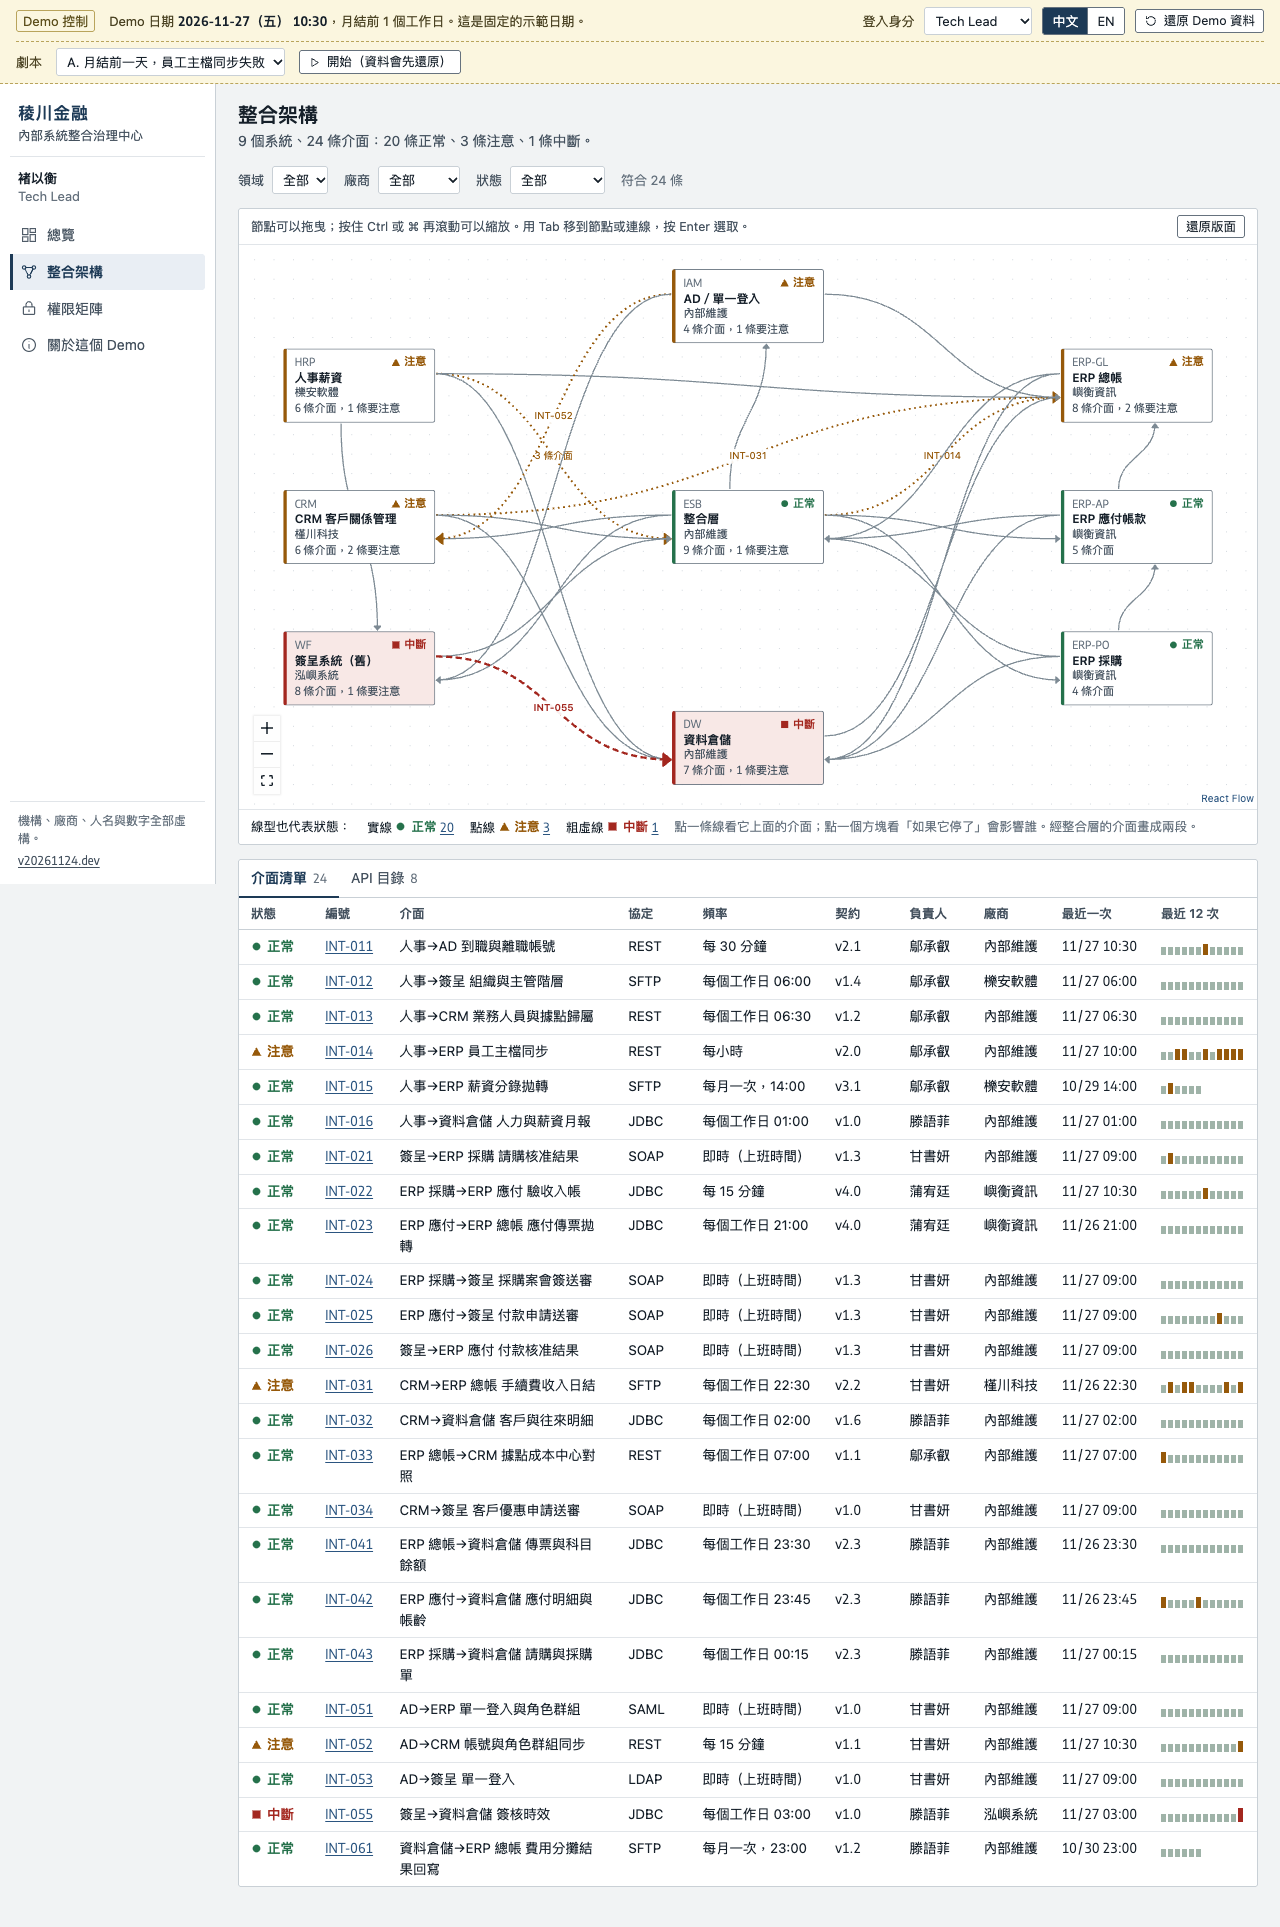 Demo 控制
Demo 日期 2026-11-27（五） 10:30，月結前 1 個工作日。這是固定的示範日期。
登入身分
Tech Lead
中文
EN
還原 Demo 資料
劇本
A. 月結前一天，員工主檔同步失敗
開始（資料會先還原）
稜川金融
內部系統整合治理中心
褚以衡
Tech Lead
總覽
整合架構
權限矩陣
關於這個 Demo
機構、廠商、人名與數字全部虛構。
v20261124.dev
整合架構
9 個系統、24 條介面：20 條正常、3 條注意、1 條中斷。
領域
全部
廠商
全部
狀態
全部
符合 24 條
節點可以拖曳；按住 Ctrl 或 ⌘ 再滾動可以縮放。用 Tab 移到節點或連線，按 Enter 選取。
還原版面
IAM
▲ 注意
AD / 單一登入
內部維護
4 條介面，1 條要注意
HRP
▲ 注意
人事薪資
櫟安軟體
6 條介面，1 條要注意
ERP-GL
▲ 注意
ERP 總帳
嶼衡資訊
8 條介面，2 條要注意
INT-052
3 條介面
INT-031
INT-014
CRM
▲ 注意
CRM 客戶關係管理
槿川科技
6 條介面，2 條要注意
ESB
● 正常
整合層
內部維護
9 條介面，1 條要注意
ERP-AP
● 正常
ERP 應付帳款
嶼衡資訊
5 條介面
WF
■ 中斷
簽呈系統（舊）
泓嶼系統
8 條介面，1 條要注意
ERP-PO
● 正常
ERP 採購
嶼衡資訊
4 條介面
INT-055
DW
■ 中斷
資料倉儲
內部維護
7 條介面，1 條要注意
React Flow
線型也代表狀態： 實線 ● 正常 20 點線 ▲ 注意 3 粗虛線 ■ 中斷 1 點一條線看它上面的介面；點一個方塊看「如果它停了」會影響誰。經整合層的介面畫成兩段。
介面清單 24
API 目錄 8
狀態 編號 介面 協定 頻率 契約 負責人 廠商 最近一次 最近 12 次
● 正常 INT-011 人事→AD 到職與離職帳號 REST 每 30 分鐘 v2.1 鄔承叡 內部維護 11/27 10:30
● 正常 INT-012 人事→簽呈 組織與主管階層 SFTP 每個工作日 06:00 v1.4 鄔承叡 櫟安軟體 11/27 06:00
● 正常 INT-013 人事→CRM 業務人員與據點歸屬 REST 每個工作日 06:30 v1.2 鄔承叡 內部維護 11/27 06:30
▲ 注意 INT-014 人事→ERP 員工主檔同步 REST 每小時 v2.0 鄔承叡 內部維護 11/27 10:00
● 正常 INT-015 人事→ERP 薪資分錄拋轉 SFTP 每月一次，14:00 v3.1 鄔承叡 櫟安軟體 10/29 14:00
● 正常 INT-016 人事→資料倉儲 人力與薪資月報 JDBC 每個工作日 01:00 v1.0 滕語菲 內部維護 11/27 01:00
● 正常 INT-021 簽呈→ERP 採購 請購核准結果 SOAP 即時（上班時間） v1.3 甘書妍 內部維護 11/27 09:00
● 正常 INT-022 ERP 採購→ERP 應付 驗收入帳 JDBC 每 15 分鐘 v4.0 蒲宥廷 嶼衡資訊 11/27 10:30
● 正常 INT-023 ERP 應付→ERP 總帳 應付傳票拋轉 JDBC 每個工作日 21:00 v4.0 蒲宥廷 嶼衡資訊 11/26 21:00
● 正常 INT-024 ERP 採購→簽呈 採購案會簽送審 SOAP 即時（上班時間） v1.3 甘書妍 內部維護 11/27 09:00
● 正常 INT-025 ERP 應付→簽呈 付款申請送審 SOAP 即時（上班時間） v1.3 甘書妍 內部維護 11/27 09:00
● 正常 INT-026 簽呈→ERP 應付 付款核准結果 SOAP 即時（上班時間） v1.3 甘書妍 內部維護 11/27 09:00
▲ 注意 INT-031 CRM→ERP 總帳 手續費收入日結 SFTP 每個工作日 22:30 v2.2 甘書妍 槿川科技 11/26 22:30
● 正常 INT-032 CRM→資料倉儲 客戶與往來明細 JDBC 每個工作日 02:00 v1.6 滕語菲 內部維護 11/27 02:00
● 正常 INT-033 ERP 總帳→CRM 據點成本中心對照 REST 每個工作日 07:00 v1.1 鄔承叡 內部維護 11/27 07:00
● 正常 INT-034 CRM→簽呈 客戶優惠申請送審 SOAP 即時（上班時間） v1.0 甘書妍 內部維護 11/27 09:00
● 正常 INT-041 ERP 總帳→資料倉儲 傳票與科目餘額 JDBC 每個工作日 23:30 v2.3 滕語菲 內部維護 11/26 23:30
● 正常 INT-042 ERP 應付→資料倉儲 應付明細與帳齡 JDBC 每個工作日 23:45 v2.3 滕語菲 內部維護 11/26 23:45
● 正常 INT-043 ERP 採購→資料倉儲 請購與採購單 JDBC 每個工作日 00:15 v2.3 滕語菲 內部維護 11/27 00:15
● 正常 INT-051 AD→ERP 單一登入與角色群組 SAML 即時（上班時間） v1.0 甘書妍 內部維護 11/27 09:00
▲ 注意 INT-052 AD→CRM 帳號與角色群組同步 REST 每 15 分鐘 v1.1 甘書妍 內部維護 11/27 10:30
● 正常 INT-053 AD→簽呈 單一登入 LDAP 即時（上班時間） v1.0 甘書妍 內部維護 11/27 09:00
■ 中斷 INT-055 簽呈→資料倉儲 簽核時效 JDBC 每個工作日 03:00 v1.0 滕語菲 泓嶼系統 11/27 03:00
● 正常 INT-061 資料倉儲→ERP 總帳 費用分攤結果回寫 SFTP 每月一次，23:00 v1.2 滕語菲 內部維護 10/30 23:00